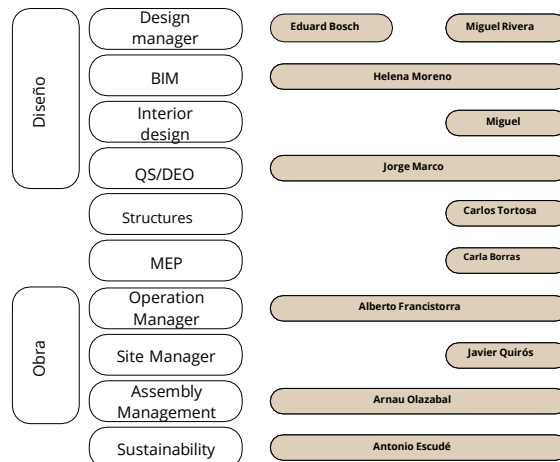 Diseño
Design
manager
Eduard Bosch
Miguel Rivera
BIM
Helena Moreno
Interior
design
Miguel
QS/DEO
Jorge Marco
Structures
Carlos Tortosa
MEP
Carla Borras
Obra
Operation
Manager
Alberto Francistorra
Site Manager
Javier Quirós
Assembly
Management
Arnau Olazabal
Sustainability
Antonio Escudé